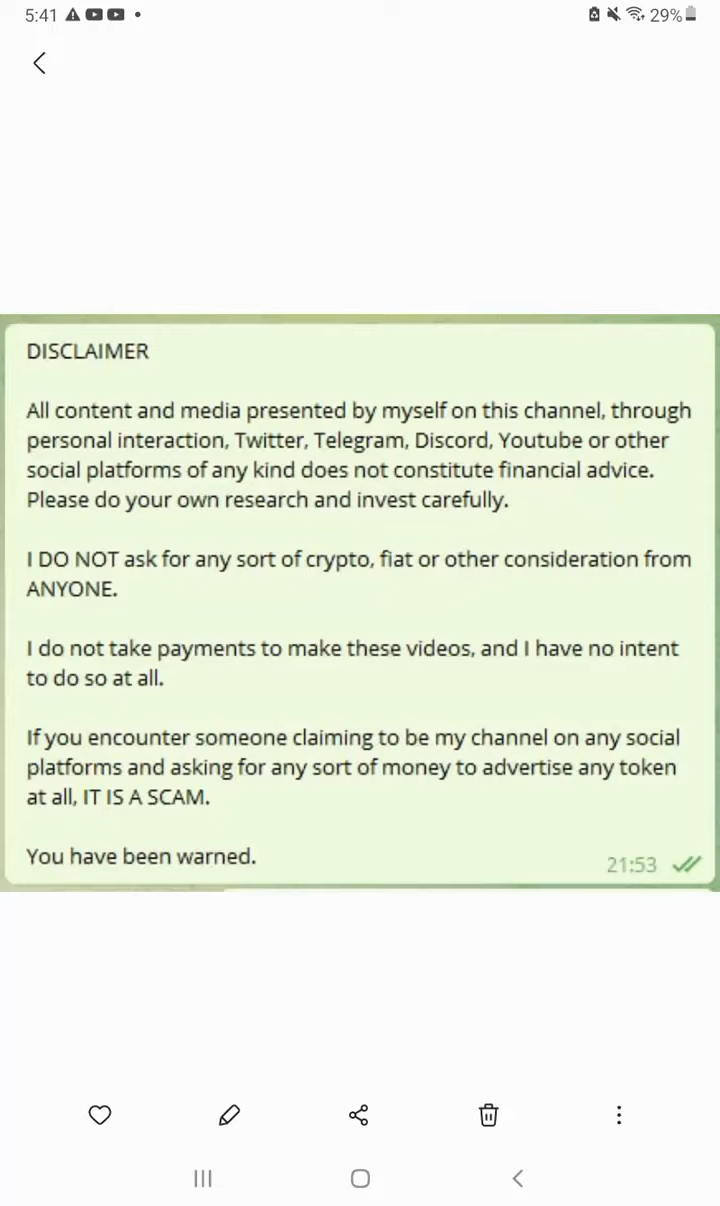 5:41
29%
DISCLAIMER
All content and media presented by myself on this channel, through
personal interaction, Twitter, Telegram, Discord, Youtube or other
social platforms of any kind does not constitute financial advice.
Please do your own research and invest carefully.
I DO NOT ask for any sort of crypto, fiat or other consideration from
ANYONE.
I do not take payments to make these videos, and I have no intent
to do so at all.
If you encounter someone claiming to be my channel on any social
platforms and asking for any sort of money to advertise any token
at all, IT IS A SCAM.
You have been warned.
21:53